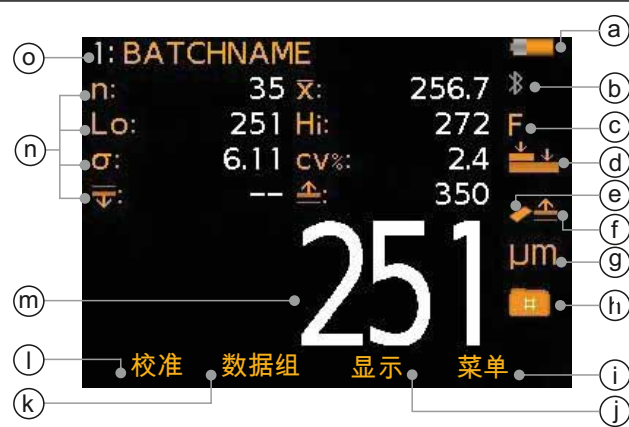 1: BATCHNAME
n: 35 x̅: 256.7
Lo: 251 Hi: 272 F
σ: 6.11 cv%: 2.4
-- 350
µm
251
#
校准 数据组 显示 菜单
o
n
m
l
k
a
b
c
d
e
f
g
h
i
j